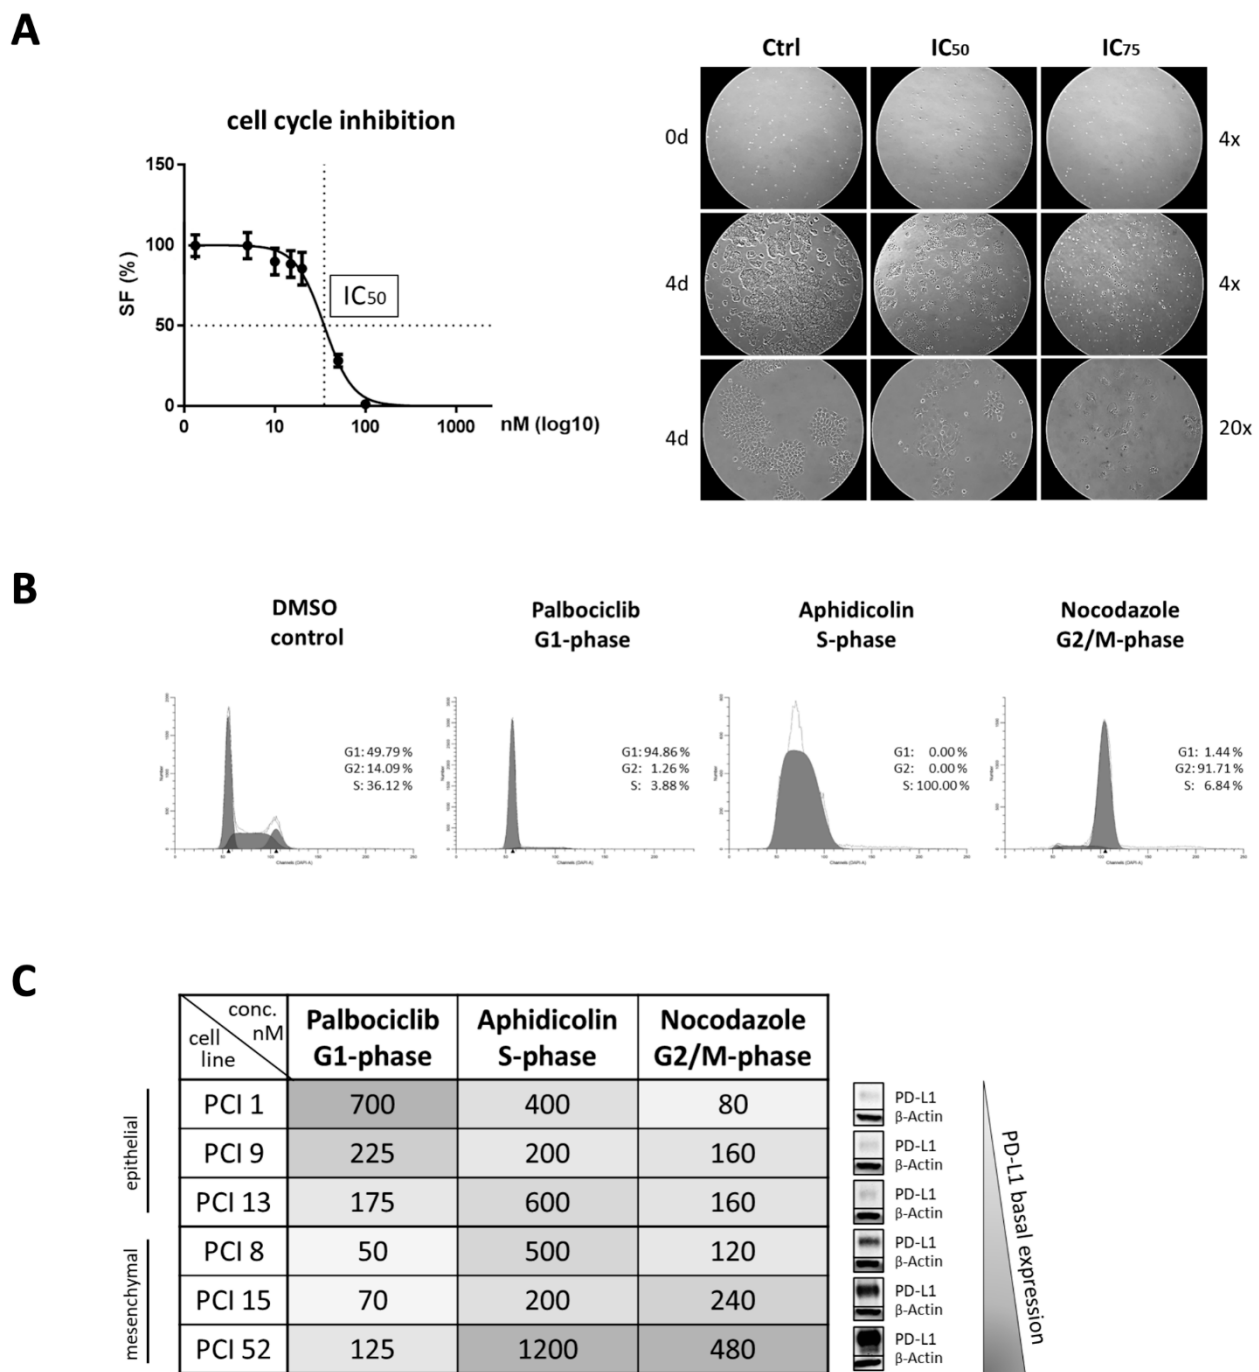 A
cell cycle inhibition
150
100
50
0
SF (%)
IC50
0 10 100 1000 nM (log10)
Ctrl IC50 IC75
0d 4x
4d 4x
4d 20x
B
DMSO
control
G1: 49.79 %
G2: 14.09 %
S: 36.12 %
Palbociclib
G1-phase
G1: 94.86 %
G2: 1.26 %
S: 3.88 %
Aphidicolin
S-phase
G1: 0.00 %
G2: 0.00 %
S: 100.00 %
Nocodazole
G2/M-phase
G1: 1.44 %
G2: 91.71 %
S: 6.84 %
C
conc.
nM
cell
line
Palbociclib
G1-phase
Aphidicolin
S-phase
Nocodazole
G2/M-phase
epithelial
PCI 1 700 400 80
PCI 9 225 200 160
PCI 13 175 600 160
mesenchymal
PCI 8 50 500 120
PCI 15 70 200 240
PCI 52 125 1200 480
PD-L1
β-Actin
PD-L1
β-Actin
PD-L1
β-Actin
PD-L1
β-Actin
PD-L1
β-Actin
PD-L1
β-Actin
PD-L1 basal expression